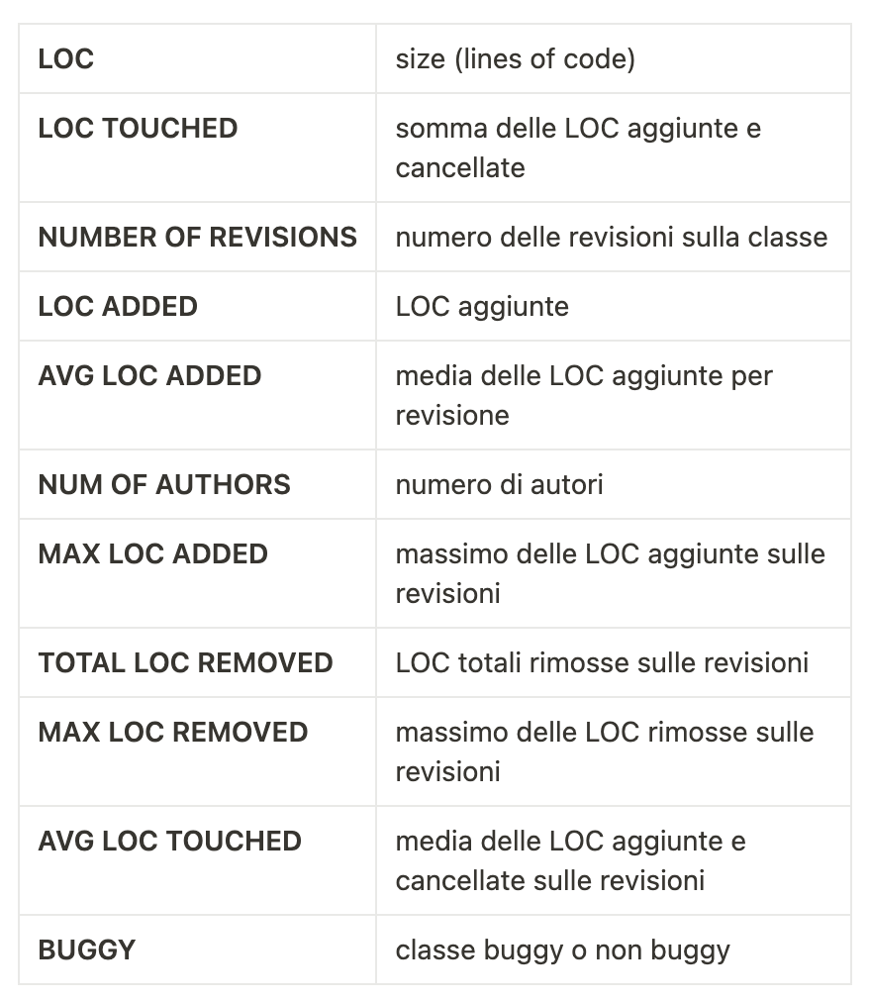 LOC
size (lines of code)
LOC TOUCHED
somma delle LOC aggiunte e
cancellate
NUMBER OF REVISIONS
numero delle revisioni sulla classe
LOC ADDED
LOC aggiunte
AVG LOC ADDED
media delle LOC aggiunte per
revisione
NUM OF AUTHORS
numero di autori
MAX LOC ADDED
massimo delle LOC aggiunte sulle
revisioni
TOTAL LOC REMOVED
LOC totali rimosse sulle revisioni
MAX LOC REMOVED
massimo delle LOC rimosse sulle
revisioni
AVG LOC TOUCHED
media delle LOC aggiunte e
cancellate sulle revisioni
BUGGY
classe buggy o non buggy